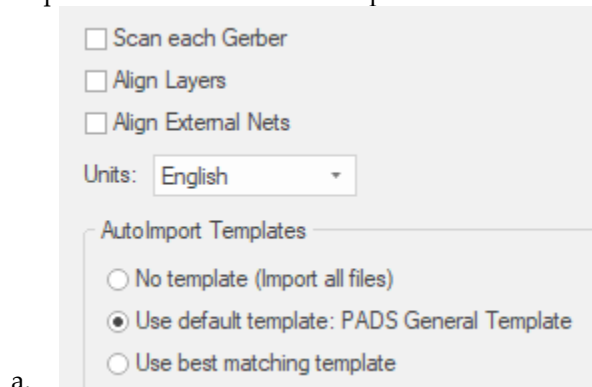 Scan each Gerber
Align Layers
Align External Nets
Units: English
AutoImport Templates
No template (Import all files)
Use default template: PADS General Template
Use best matching template
a.